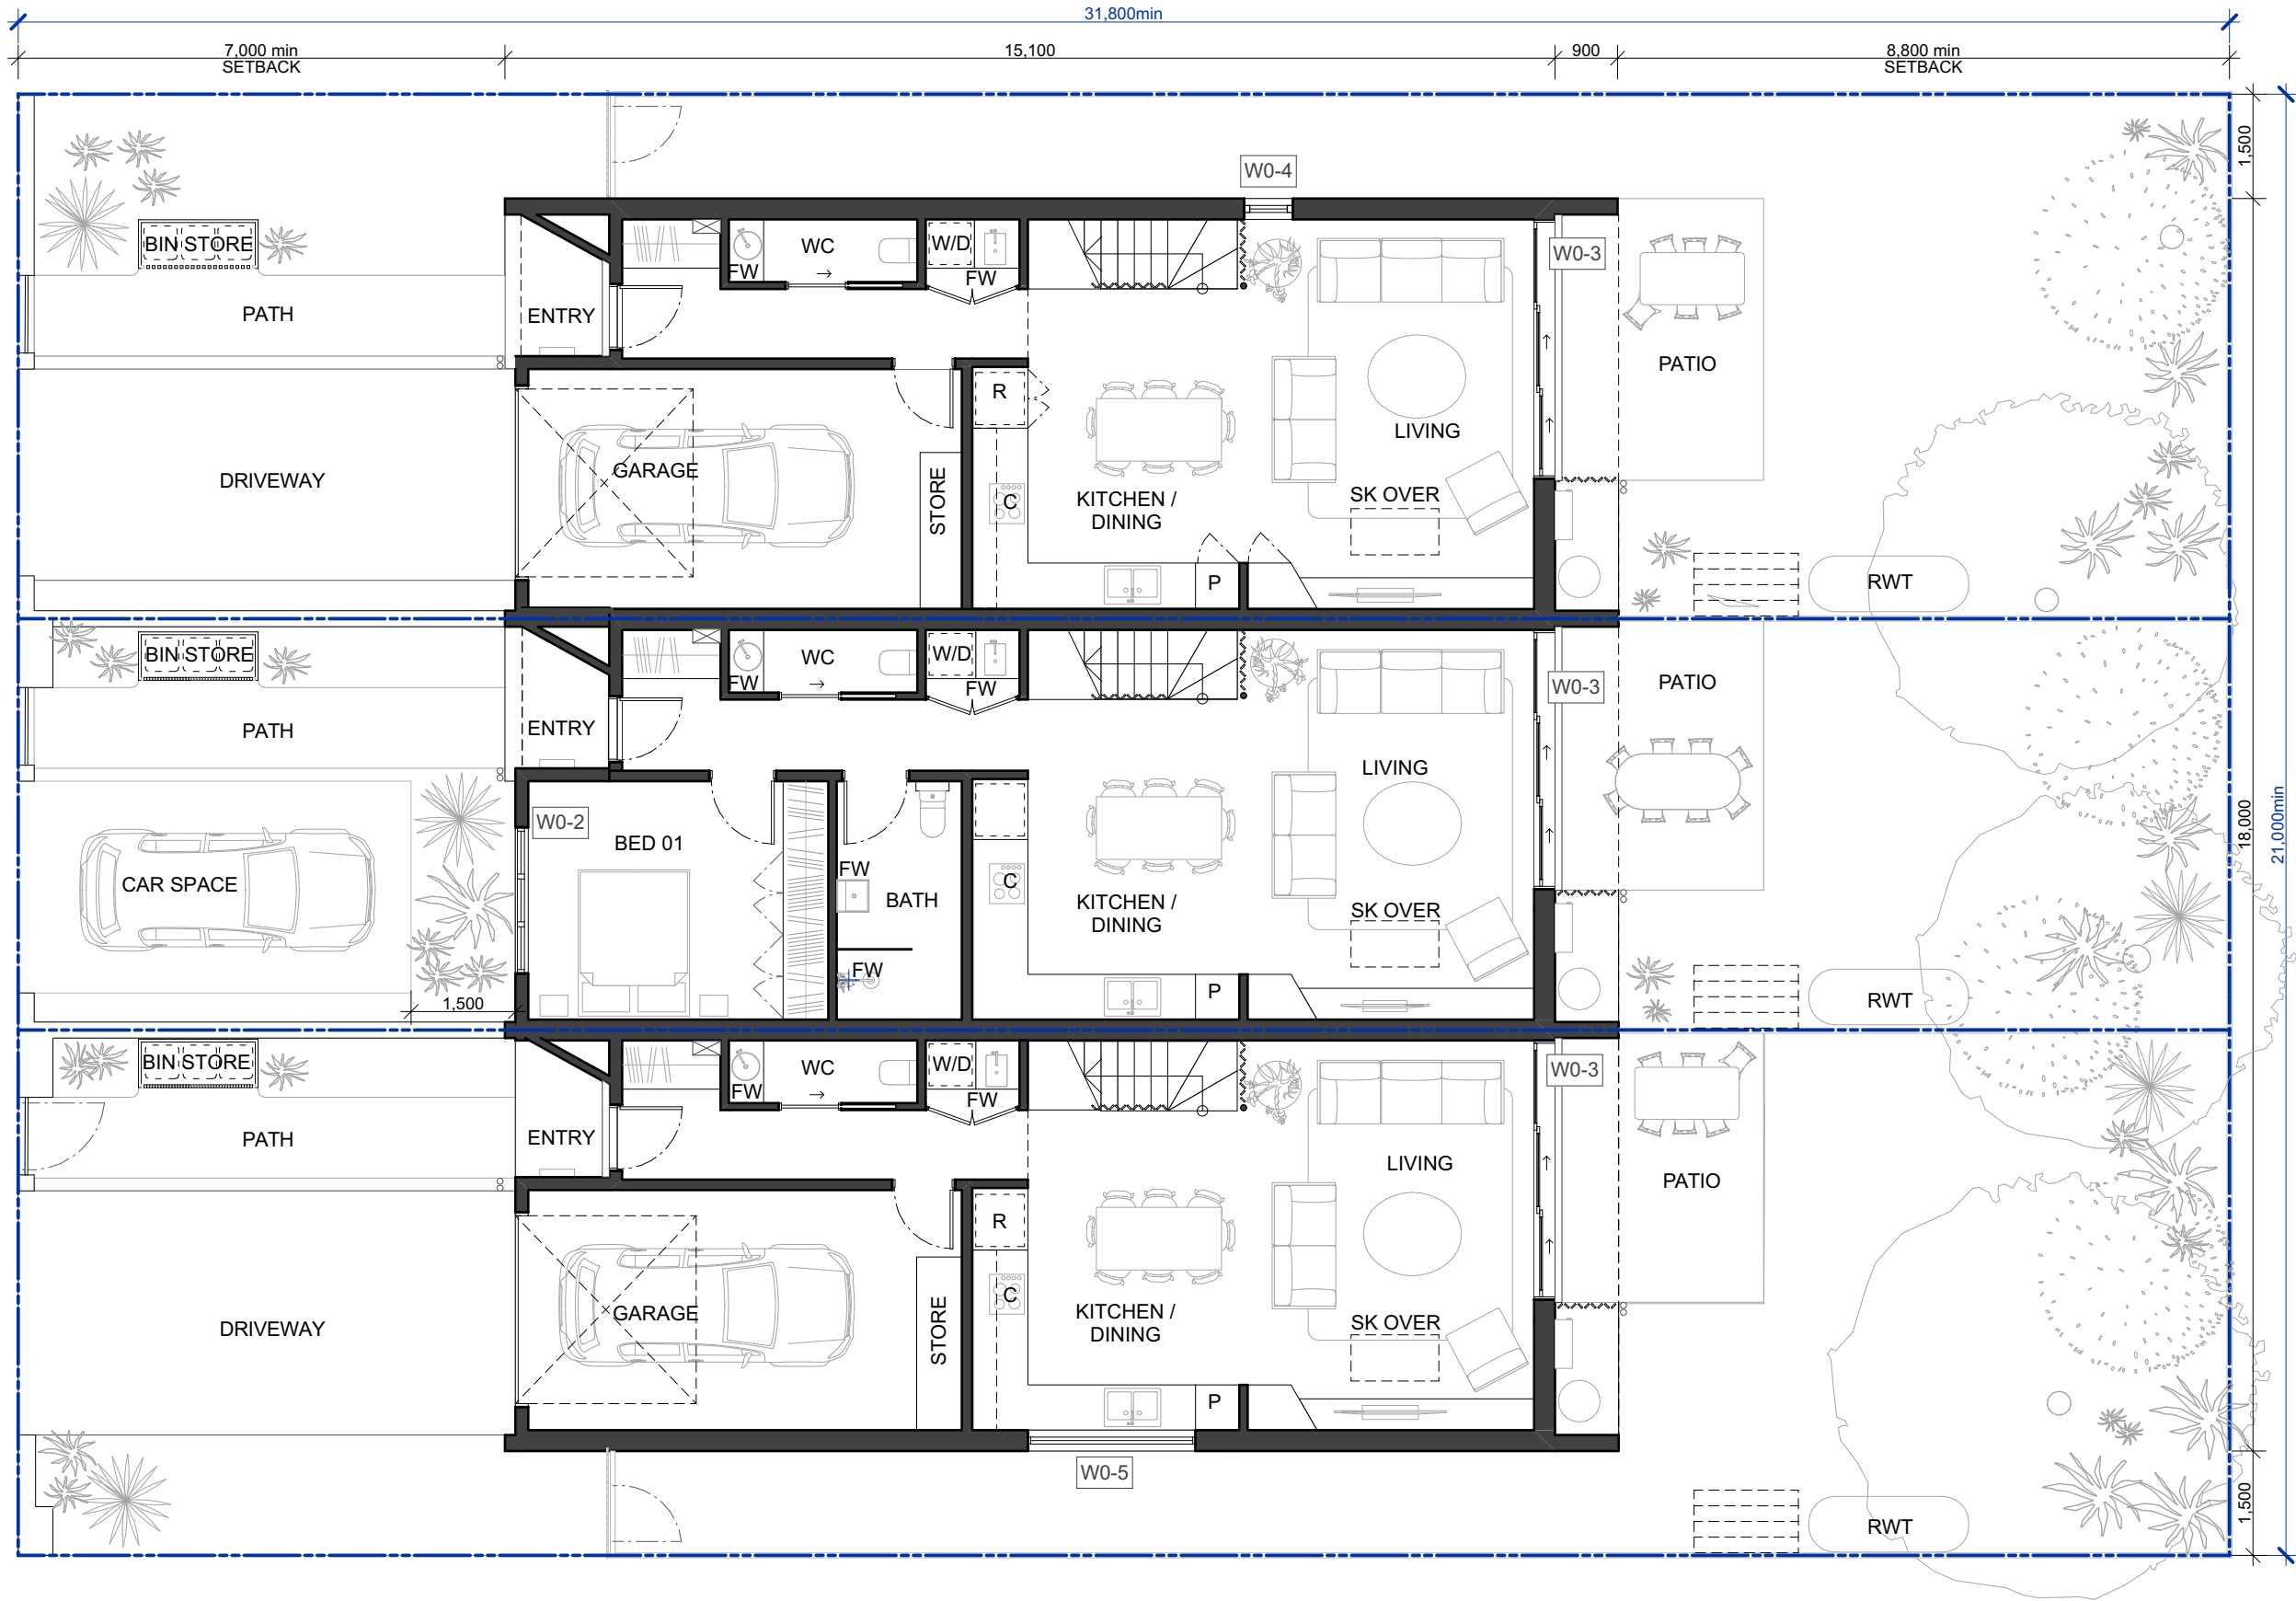 31,800min
7,000 min
SETBACK
15,100
900
8,800 min
SETBACK
1,500
W0-4
BIN STORE
WC
W/D
FW
FW
W0-3
PATH
ENTRY
PATIO
R
LIVING
DRIVEWAY
GARAGE
STORE
C
KITCHEN /
DINING
SK OVER
P
RWT
BIN STORE
WC
W/D
FW
FW
W0-3
PATIO
PATH
ENTRY
LIVING
W0-2
BED 01
18,000
21,000min
CAR SPACE
FW
BATH
C
KITCHEN /
DINING
SK OVER
FW
1,500
P
RWT
BIN STORE
WC
W/D
FW
FW
W0-3
PATH
ENTRY
LIVING
PATIO
R
DRIVEWAY
GARAGE
STORE
C
KITCHEN /
DINING
SK OVER
P
W0-5
1,500
RWT